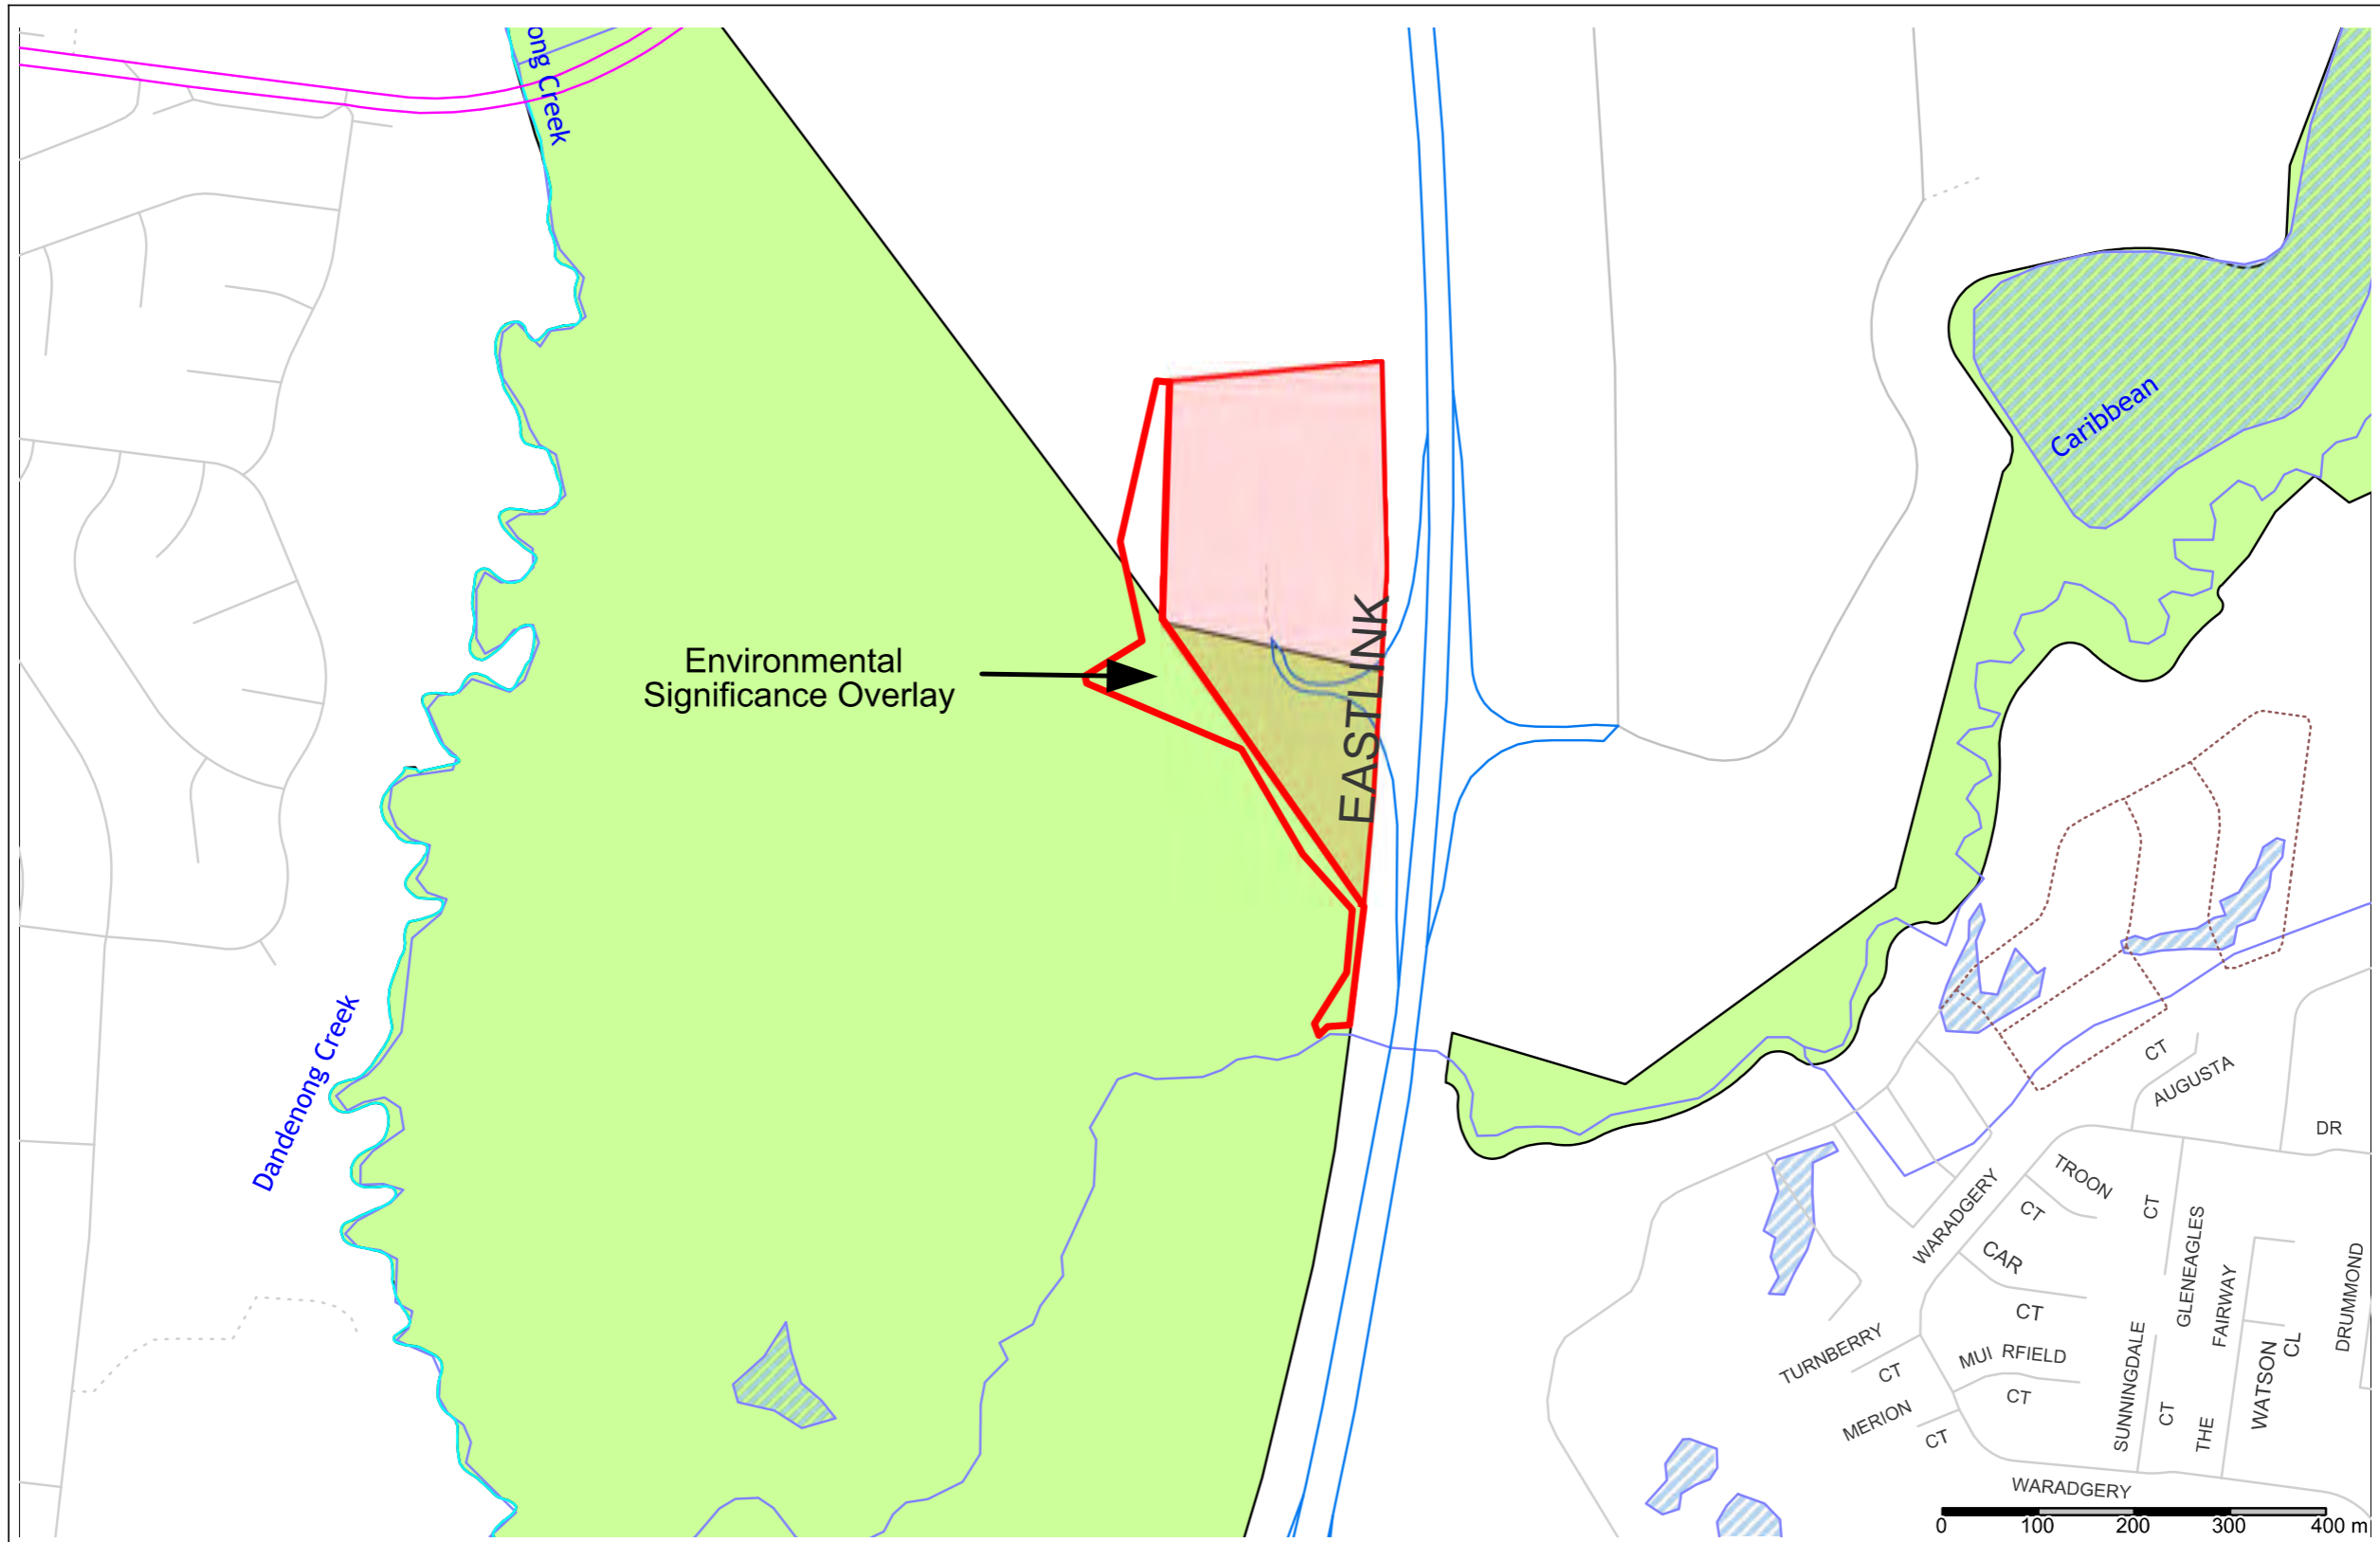 ong Creek
Caribbean
Environmental
Significance Overlay
EASTLINK
Dandenong Creek
CT
AUGUSTA
DR
TROON
CT
WARADGERY
CT
GLENEAGLES
CAR
CT
FAIRWAY
DRUMMOND
TURNBERRY
CT
MUI RFIELD
CT
SUNNINGDALE
CT
THE
WATSON
CL
MERION
CT
WARADGERY
0 100 200 300 400 m